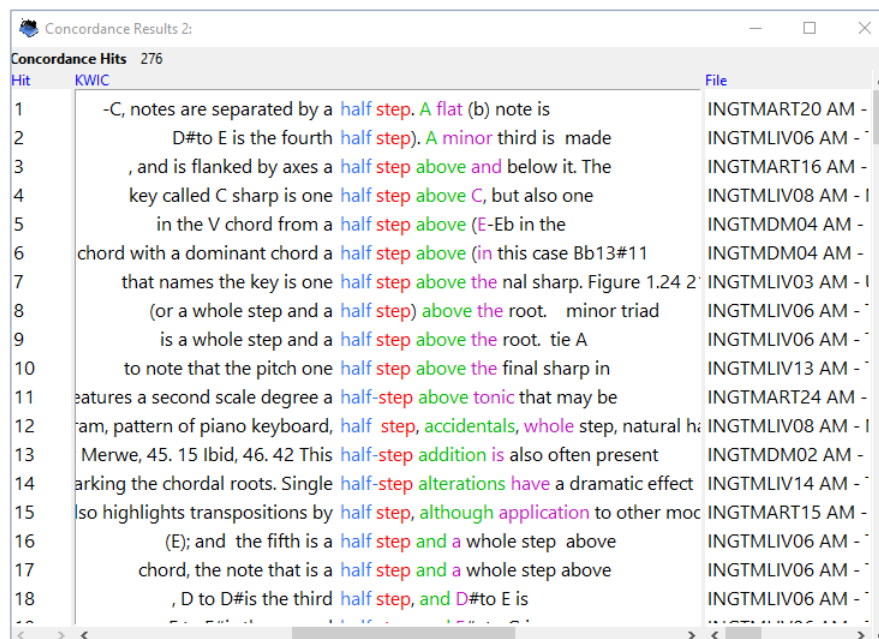 Concordance Results 2:
Concordance Hits 276
Hit KWIC File
1 -C, notes are separated by a half step. A flat (b) note is INGTMART20 AM -
2 D#to E is the fourth half step). A minor third is made INGTMLIV06 AM -
3 , and is flanked by axes a half step above and below it. The INGTMART16 AM -
4 key called C sharp is one half step above C, but also one INGTMLIV08 AM -
5 in the V chord from a half step above (E-Eb in the INGTMDM04 AM -
6 chord with a dominant chord a half step above (in this case Bb13#11 INGTMDM04 AM -
7 that names the key is one half step above the nal sharp. Figure 1.24 INGTMLIV03 AM -
8 (or a whole step and a half step) above the root. minor triad INGTMLIV06 AM -
9 is a whole step and a half step above the root. tie A INGTMLIV06 AM -
10 to note that the pitch one half step above the final sharp in INGTMLIV13 AM -
11 eatures a second scale degree a half-step above tonic that may be INGTMART24 AM -
12 ram, pattern of piano keyboard, half step, accidentals, whole step, natural ha INGTMLIV08 AM -
13 Merwe, 45. 15 Ibid, 46. 42 This half-step addition is also often present INGTMDM02 AM -
14 arking the chordal roots. Single half-step alterations have a dramatic effect INGTMLIV14 AM -
15 lso highlights transpositions by half step, although application to other mod INGTMART15 AM -
16 (E); and the fifth is a half step and a whole step above INGTMLIV06 AM -
17 chord, the note that is a half step and a whole step above INGTMLIV06 AM -
18 , D to D#is the third half step, and D#to E is INGTMLIV06 AM -